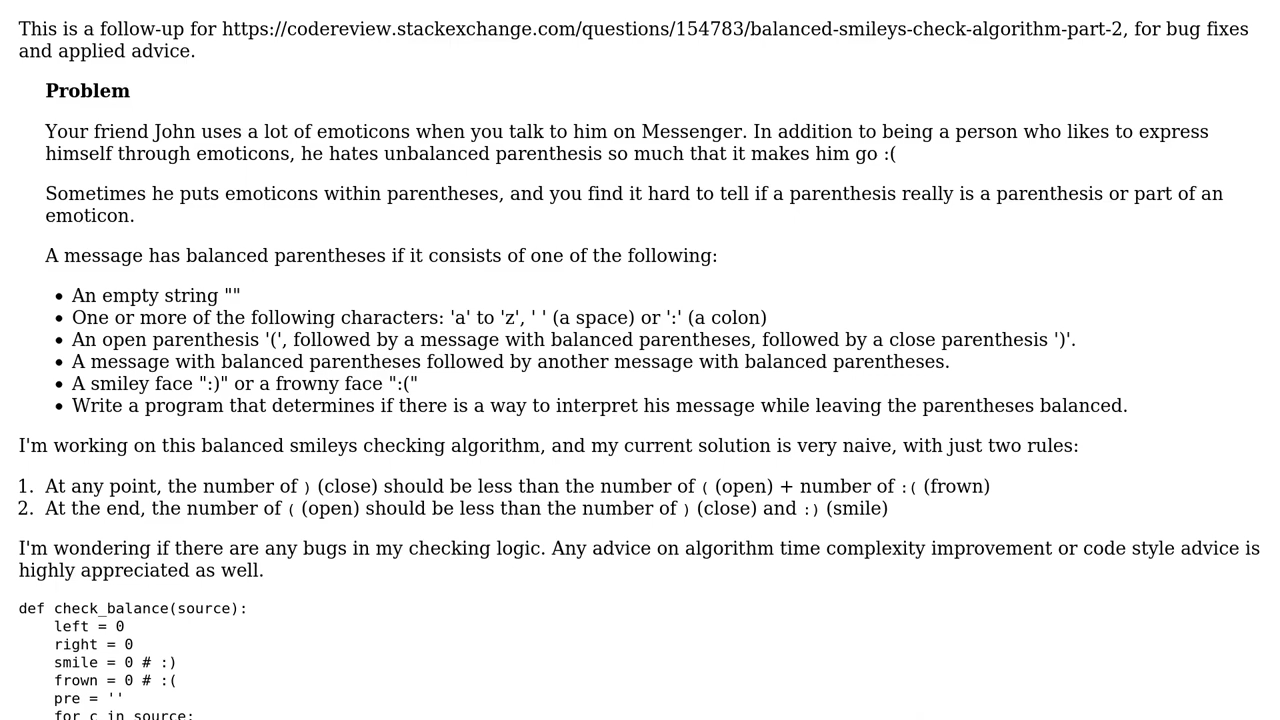 This is a follow-up for https://codereview.stackexchange.com/questions/154783/balanced-smileys-check-algorithm-part-2, for bug fixes
and applied advice.
Problem
Your friend John uses a lot of emoticons when you talk to him on Messenger. In addition to being a person who likes to express
himself through emoticons, he hates unbalanced parenthesis so much that it makes him go :(
Sometimes he puts emoticons within parentheses, and you find it hard to tell if a parenthesis really is a parenthesis or part of an
emoticon.
A message has balanced parentheses if it consists of one of the following:
• An empty string ""
• One or more of the following characters: 'a' to 'z', ' ' (a space) or ':' (a colon)
• An open parenthesis '(', followed by a message with balanced parentheses, followed by a close parenthesis ')'.
• A message with balanced parentheses followed by another message with balanced parentheses.
• A smiley face ":)" or a frowny face ":("
• Write a program that determines if there is a way to interpret his message while leaving the parentheses balanced.
I'm working on this balanced smileys checking algorithm, and my current solution is very naive, with just two rules:
1. At any point, the number of ) (close) should be less than the number of ( (open) + number of :( (frown)
2. At the end, the number of ( (open) should be less than the number of ) (close) and :) (smile)
I'm wondering if there are any bugs in my checking logic. Any advice on algorithm time complexity improvement or code style advice is
highly appreciated as well.
def check_balance(source):
    left = 0
    right = 0
    smile = 0 # :)
    frown = 0 # :(
    pre = ''
    for c in source: